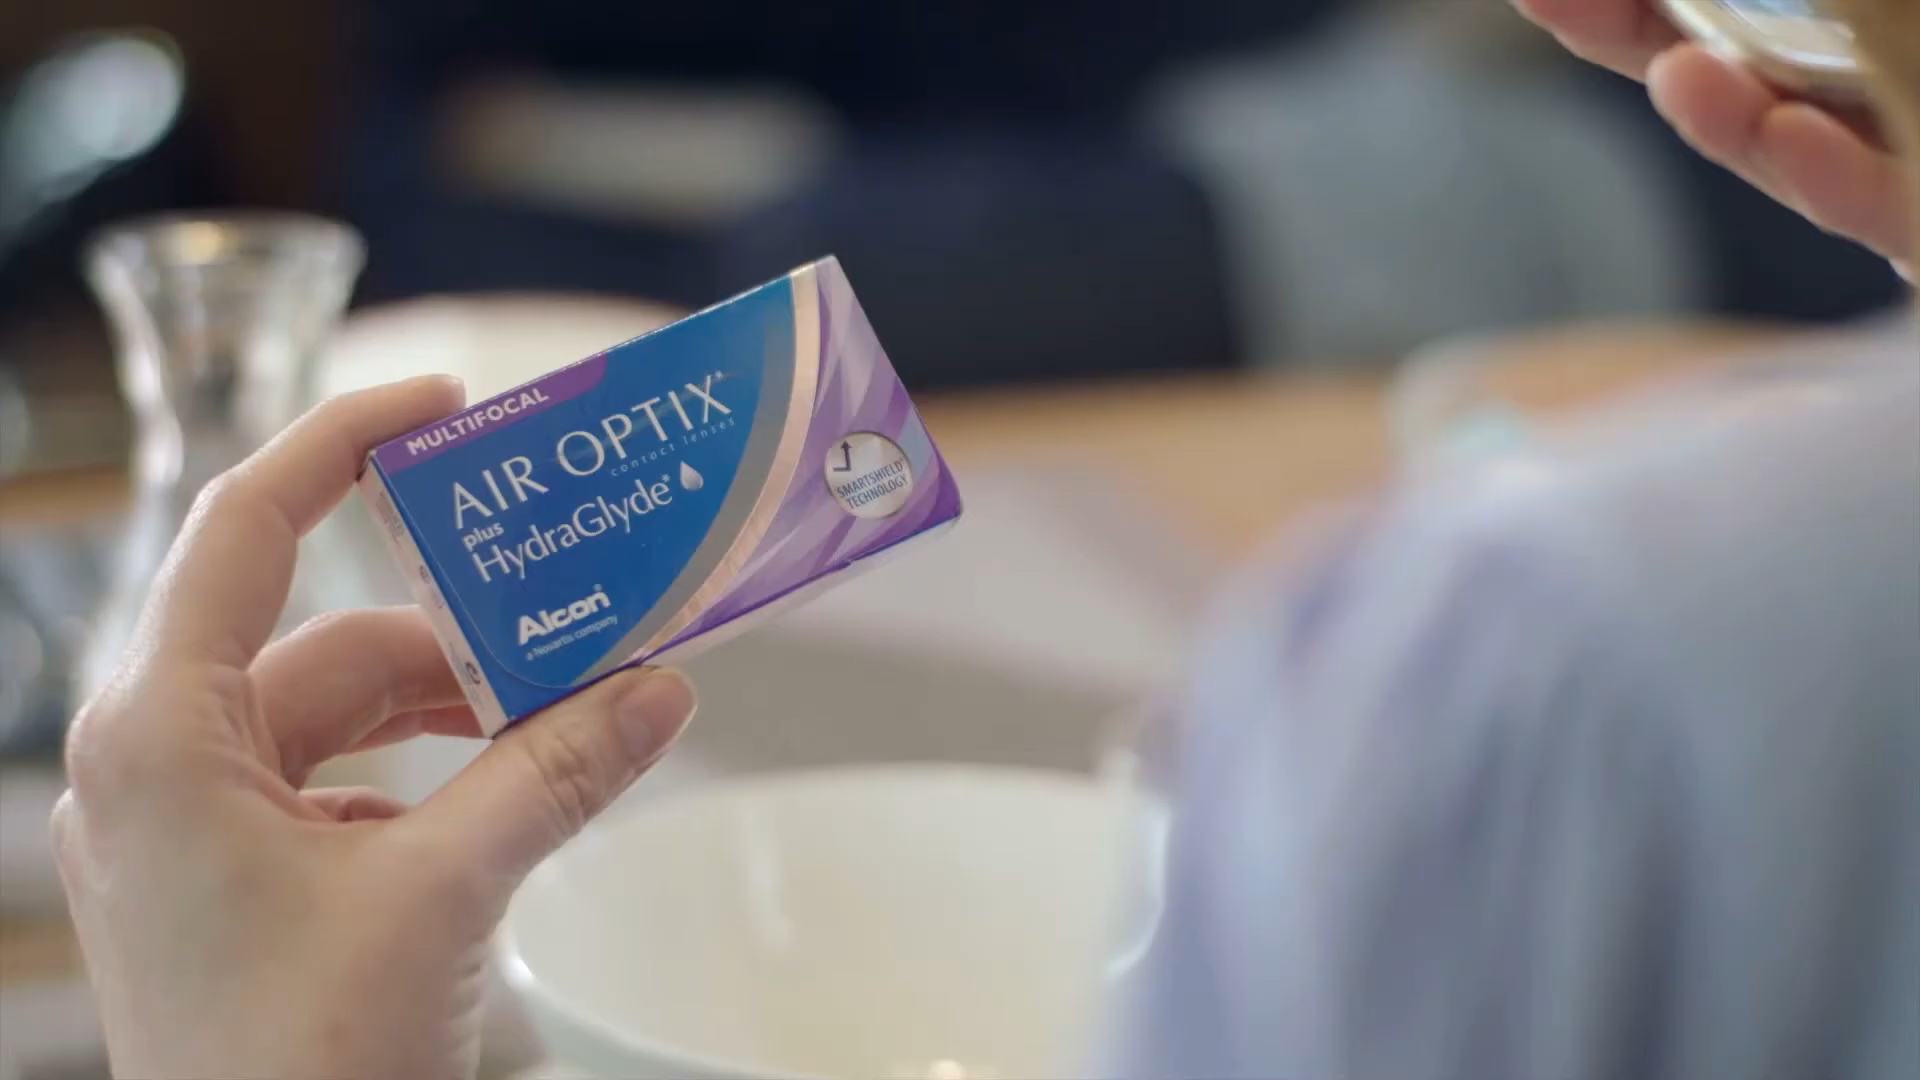 MULTIFOCAL
AIR OPTIX®
contact lenses
plus
HydraGlyde®
Alcon®
a Novartis company
SMARTSHIELD®
TECHNOLOGY